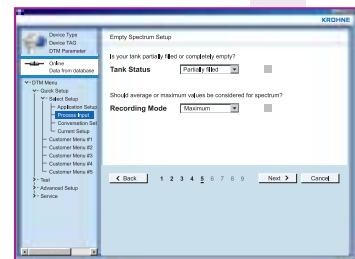 KROHNE
Device Type
Device TAG
DTM Parameter
Online
Data from database
DTM Menu
Quick Setup
Select Setup
Application Setup
Process Input
Conversation Set
Current Setup
Customer Menu #1
Customer Menu #2
Customer Menu #3
Customer Menu #4
Customer Menu #5
Test
Advanced Setup
Service
Empty Spectrum Setup
Is your tank partially filled or completely empty?
Tank Status Partially filled
Should average or maximum values be considered for spectrum?
Recording Mode Maximum
< Back 1 2 3 4 5 6 7 8 9 Next > Cancel